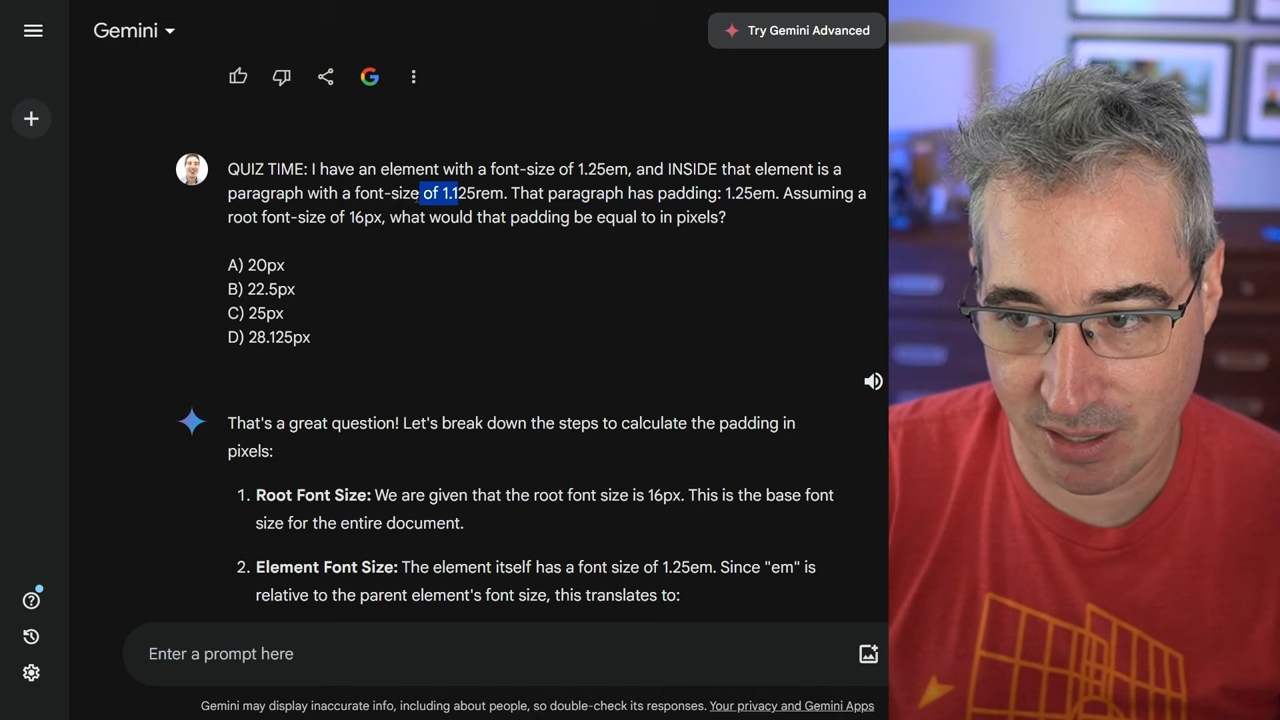 Gemini
Try Gemini Advanced
QUIZ TIME: I have an element with a font-size of 1.25em, and INSIDE that element is a
paragraph with a font-size of 1.125rem. That paragraph has padding: 1.25em. Assuming a
root font-size of 16px, what would that padding be equal to in pixels?
A) 20px
B) 22.5px
C) 25px
D) 28.125px
That's a great question! Let's break down the steps to calculate the padding in
pixels:
1. Root Font Size: We are given that the root font size is 16px. This is the base font
size for the entire document.
2. Element Font Size: The element itself has a font size of 1.25em. Since "em" is
relative to the parent element's font size, this translates to:
Enter a prompt here
Gemini may display inaccurate info, including about people, so double-check its responses. Your privacy and Gemini Apps